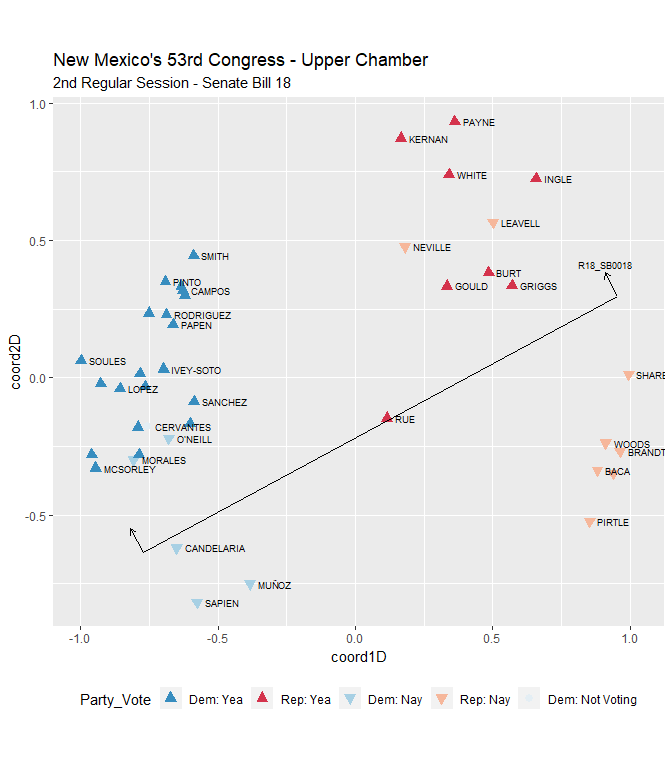 New Mexico's 53rd Congress - Upper Chamber
2nd Regular Session - Senate Bill 18
1.0
PAYNE
KERNAN
WHITE
INGLE
LEAVELL
0.5
NEVILLE
SMITH
R18_SB0018
BURT
PINTO
GOULD
GRIGGS
CAMPOS
RODRIGUEZ
PAPEN
coord2D
SOULES
IVEY-SOTO
0.0
SHARE
LOPEZ
SANCHEZ
RUE
CERVANTES
O'NEILL
WOODS
BRANDT
MORALES
MCSORLEY
BACA
-0.5
PIRTLE
CANDELARIA
MUÑOZ
SAPIEN
-1.0
-0.5
0.0
0.5
1.0
coord1D
Party_Vote
Dem: Yea
Rep: Yea
Dem: Nay
Rep: Nay
Dem: Not Voting